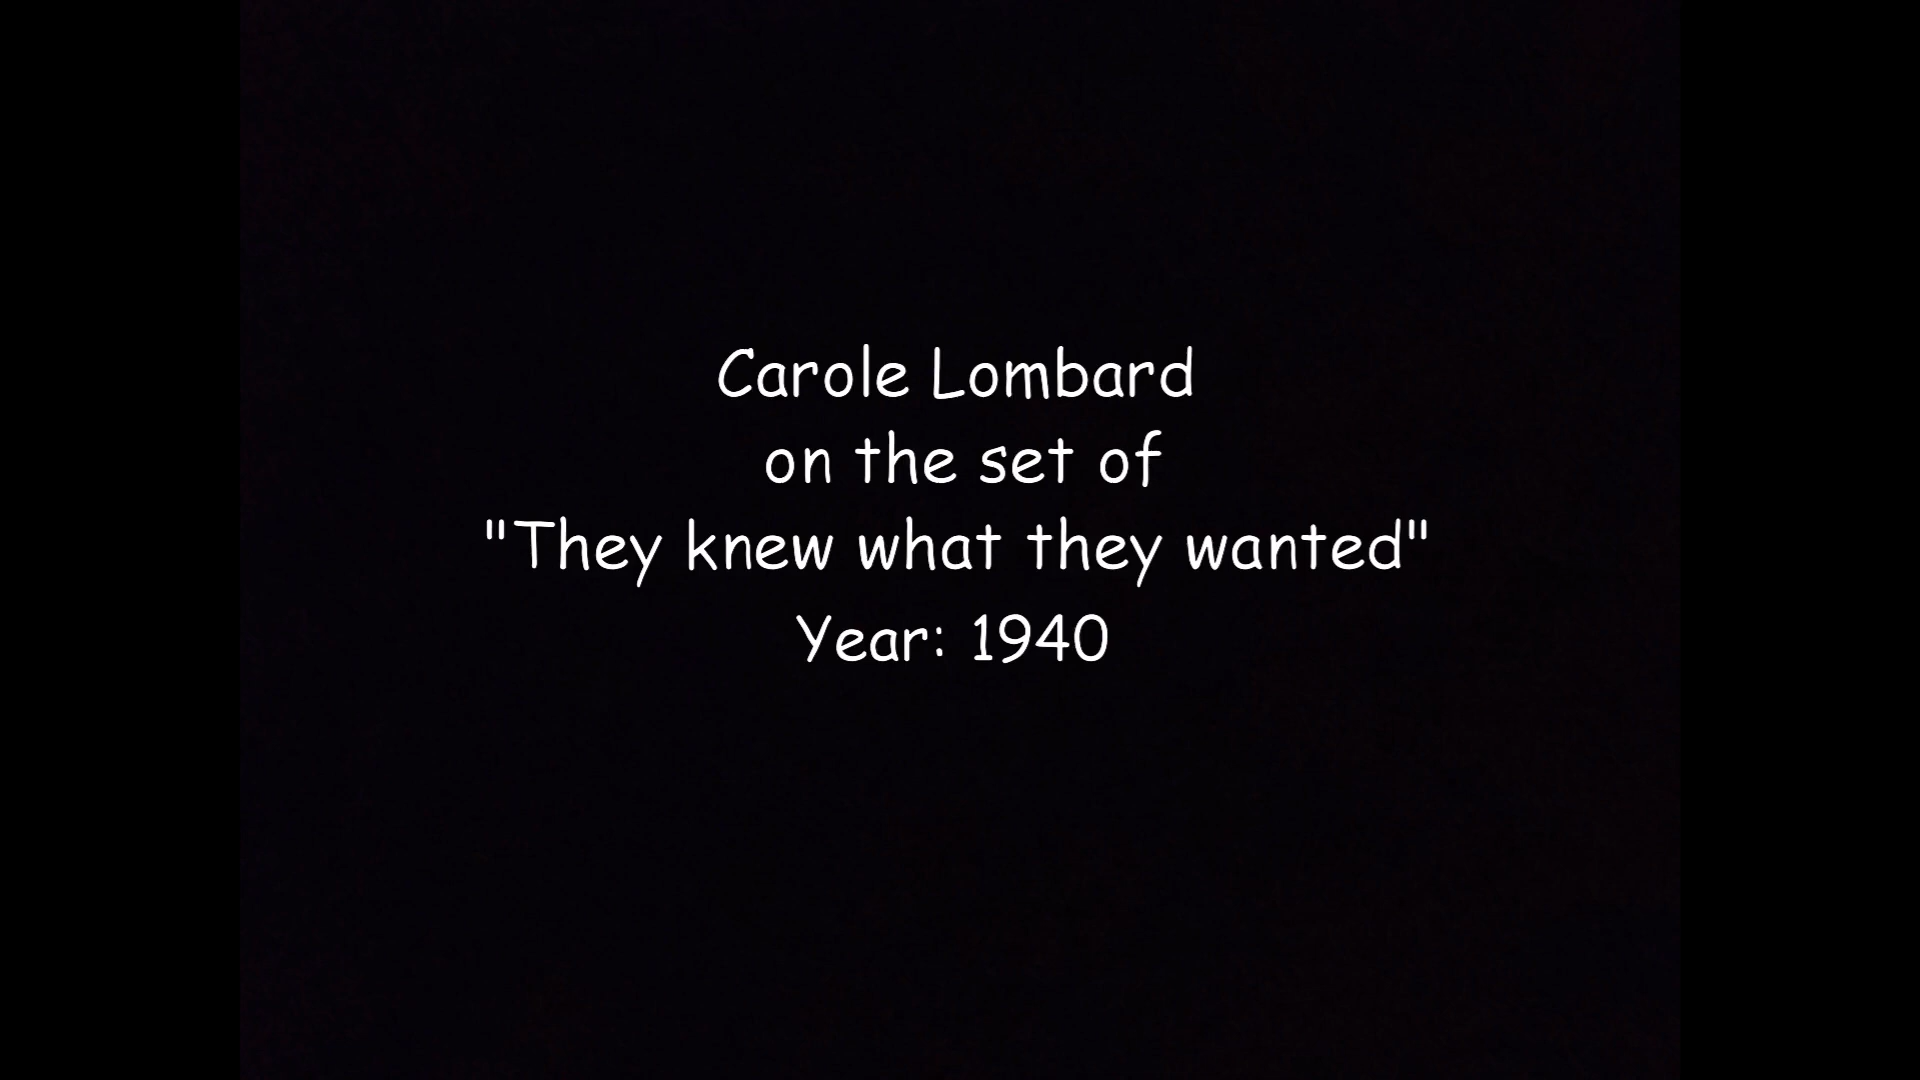 Carole Lombard
on the set of
"They knew what they wanted"
Year: 1940